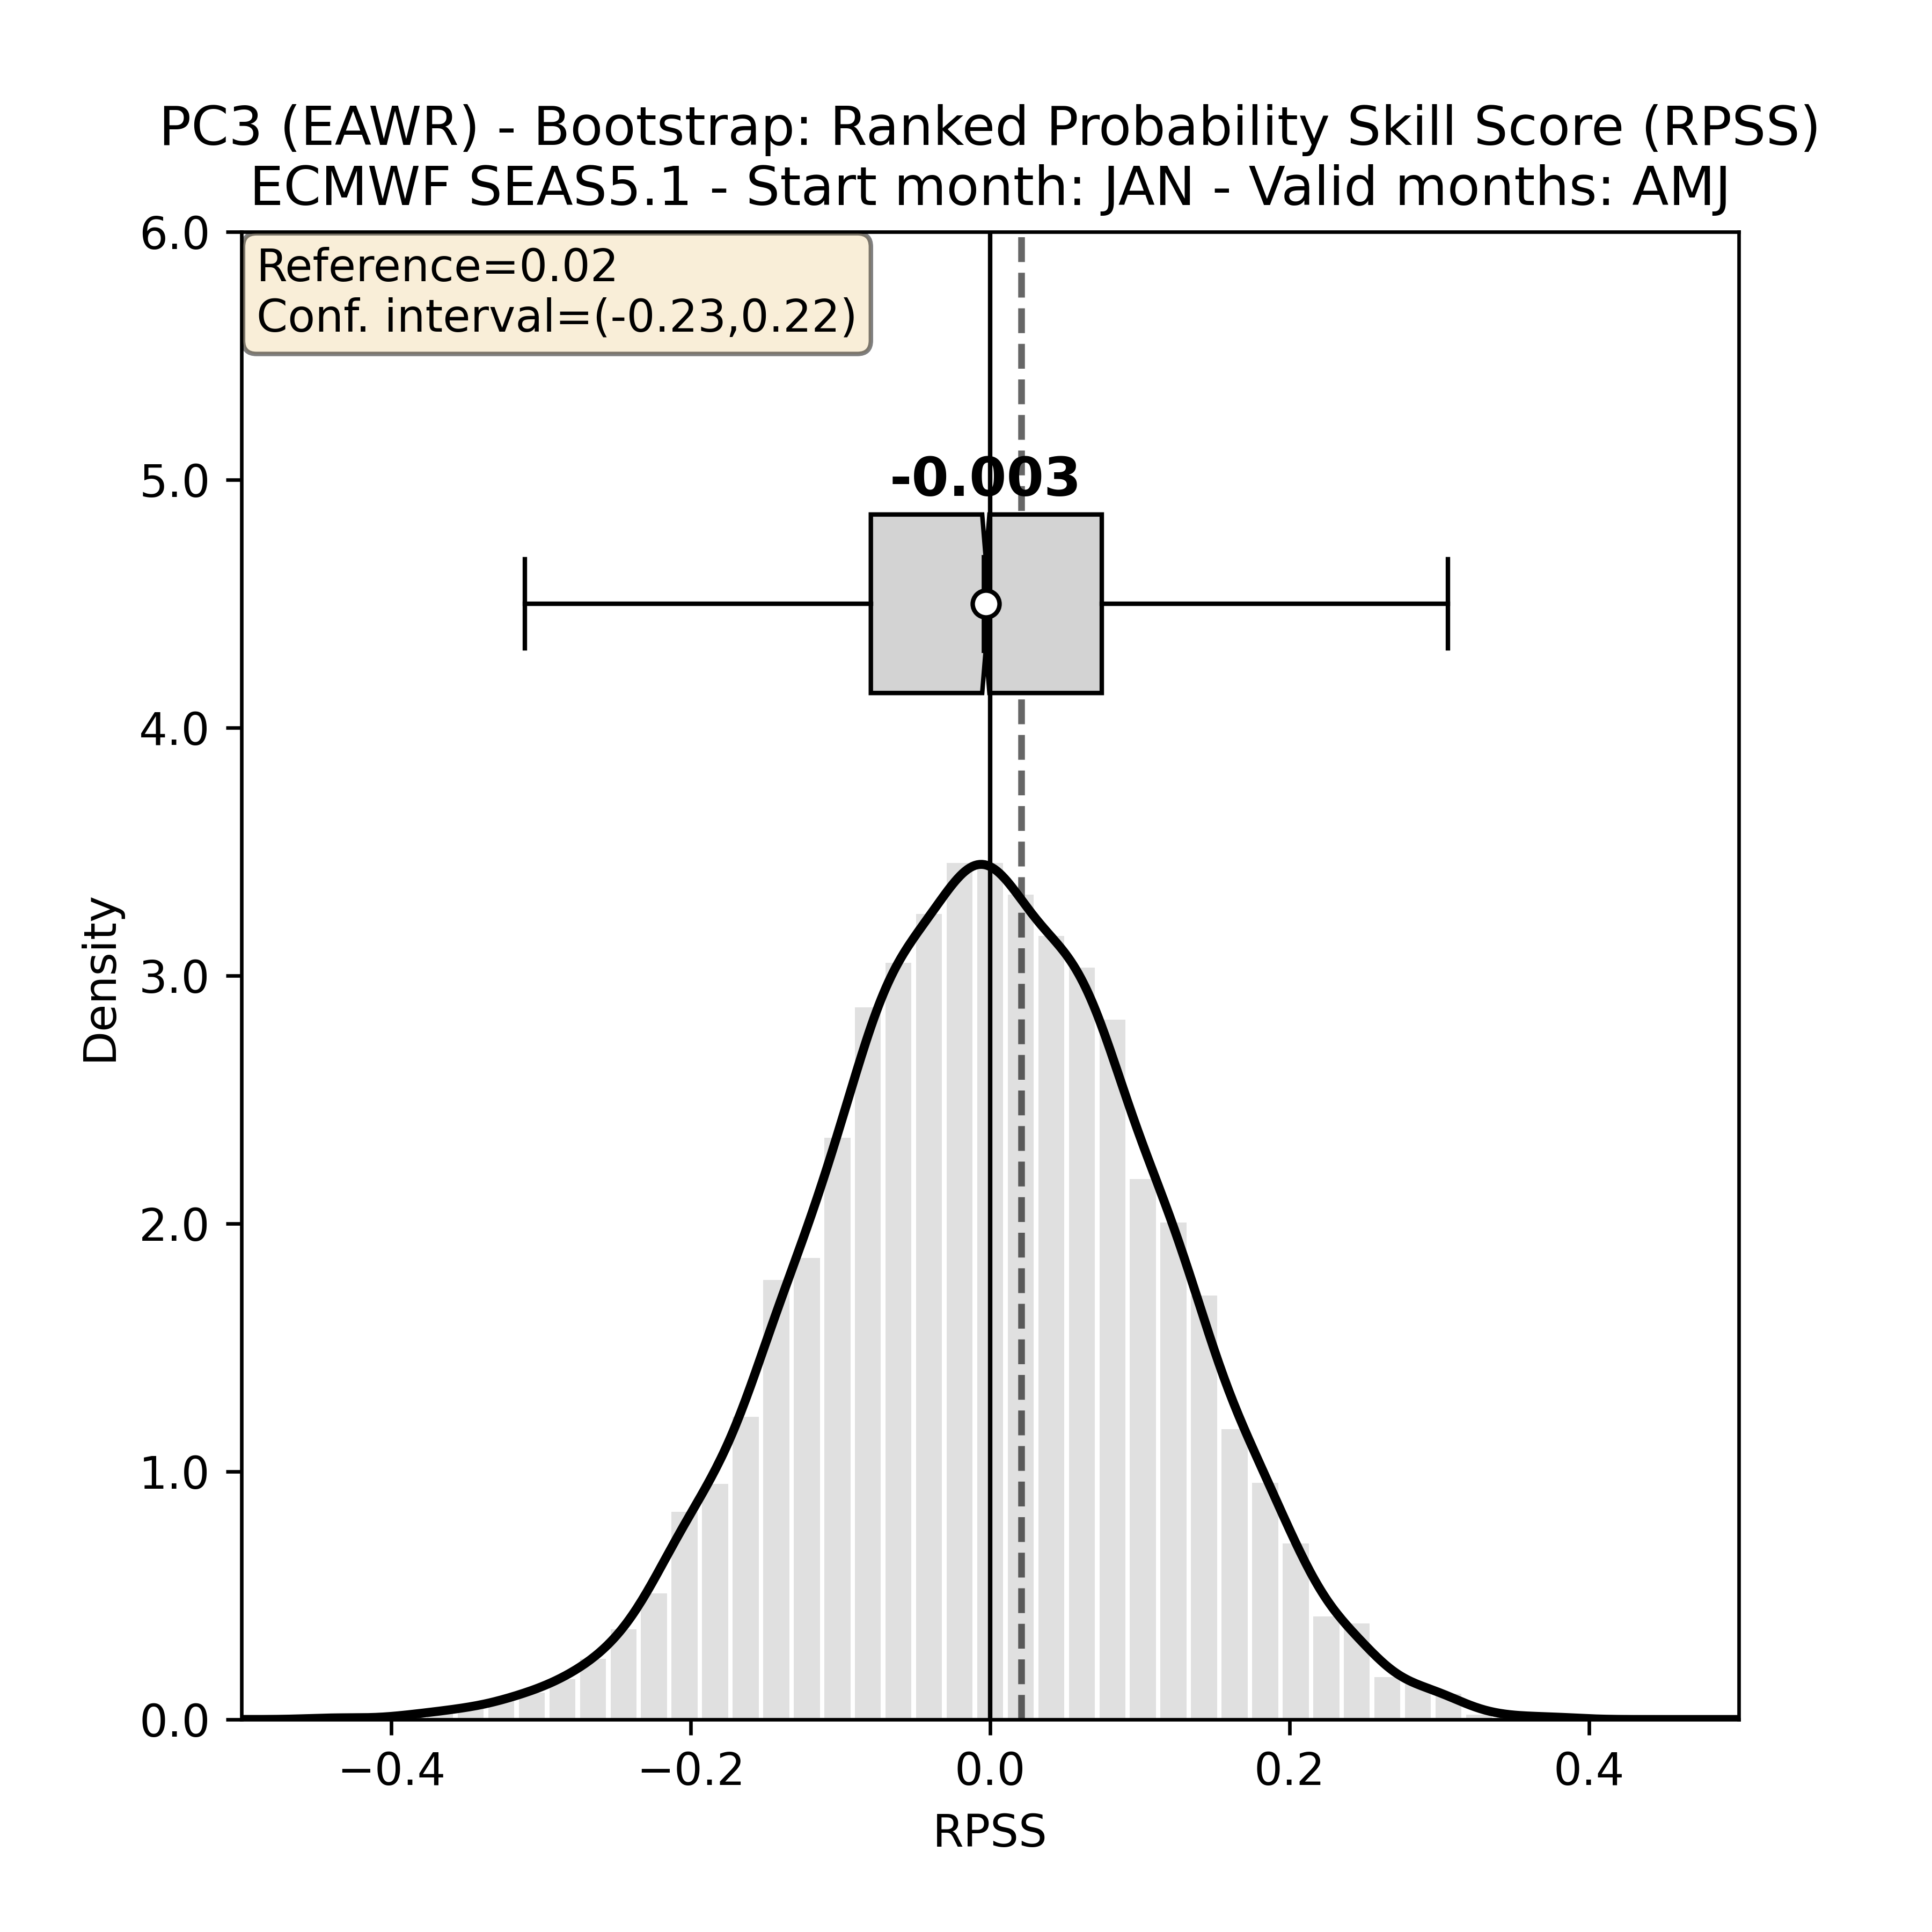 PC3 (EAWR) - Bootstrap: Ranked Probability Skill Score (RPSS)
ECMWF SEAS5.1 - Start month: JAN - Valid months: AMJ
6.0
Reference=0.02
Conf. interval=(-0.23,0.22)
-0.003
5.0
4.0
Density
3.0
2.0
1.0
0.0
−0.4 −0.2 0.0 0.2 0.4
RPSS